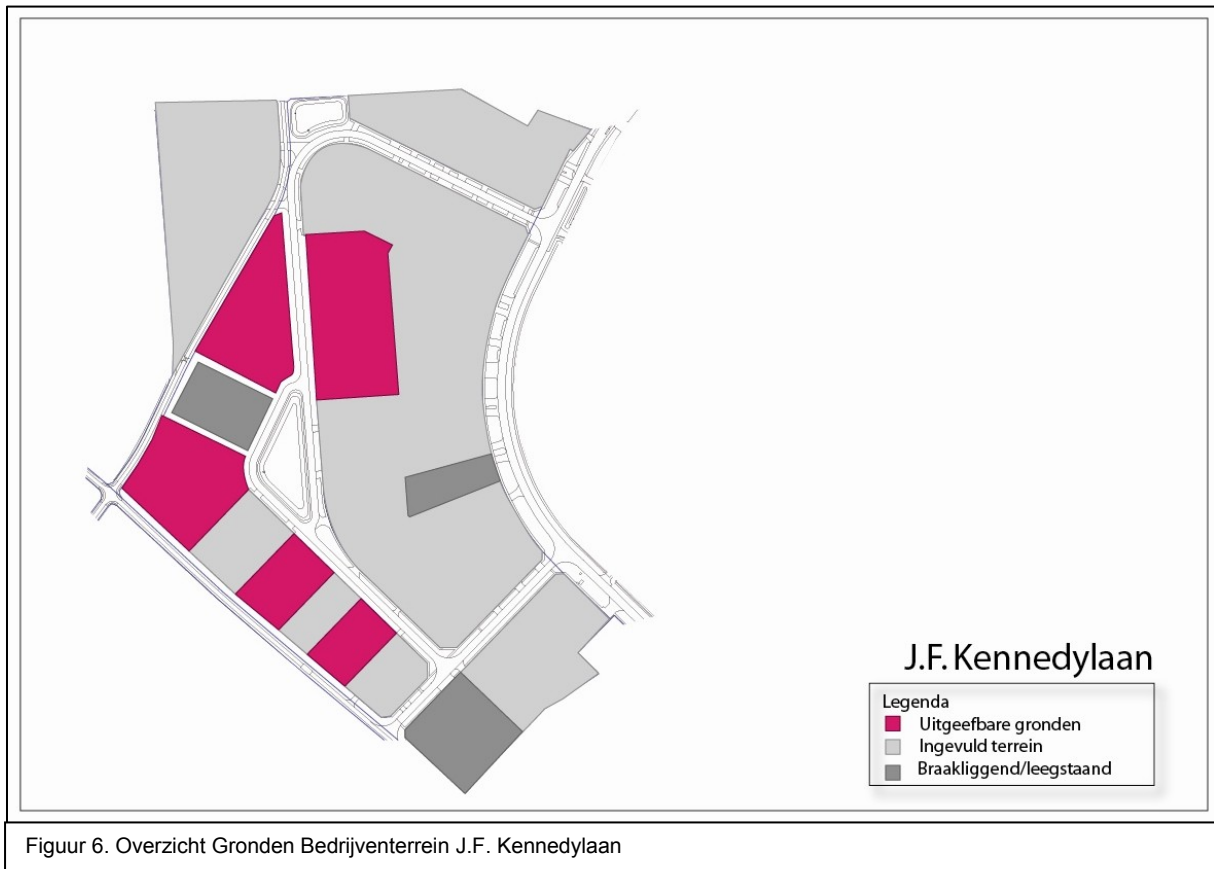 J.F. Kennedylaan
Legenda
Uitgeefbare gronden
Ingevuld terrein
Braakliggend/leegstaand
Figuur 6. Overzicht Gronden Bedrijventerrein J.F. Kennedylaan